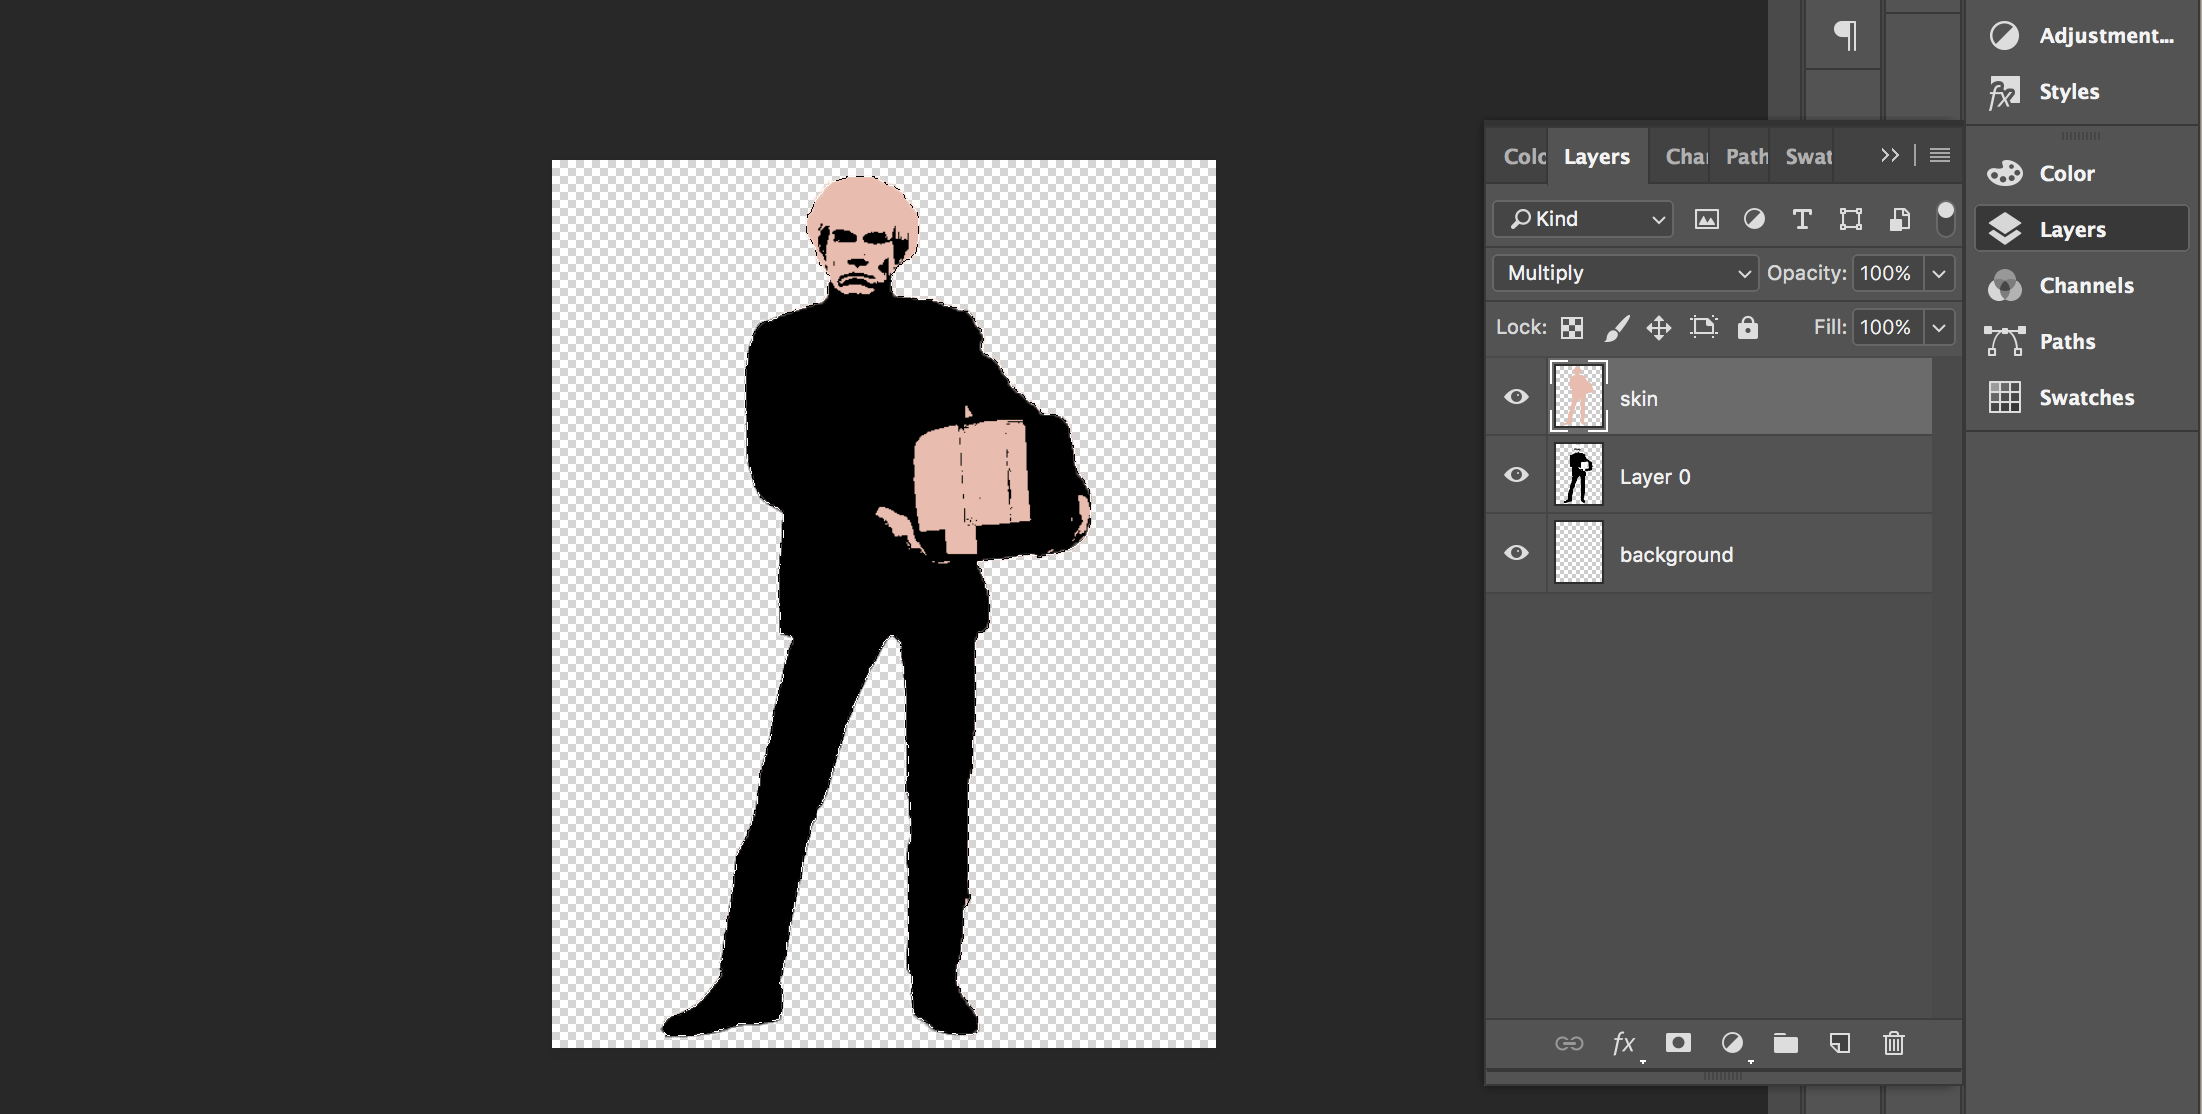 Adjustment...
Styles
Color
Layers
Channels
Paths
Swatches
Colc Layers Chai Path Swat
Kind
Multiply Opacity: 100%
Lock: Fill: 100%
skin
Layer 0
background
fx